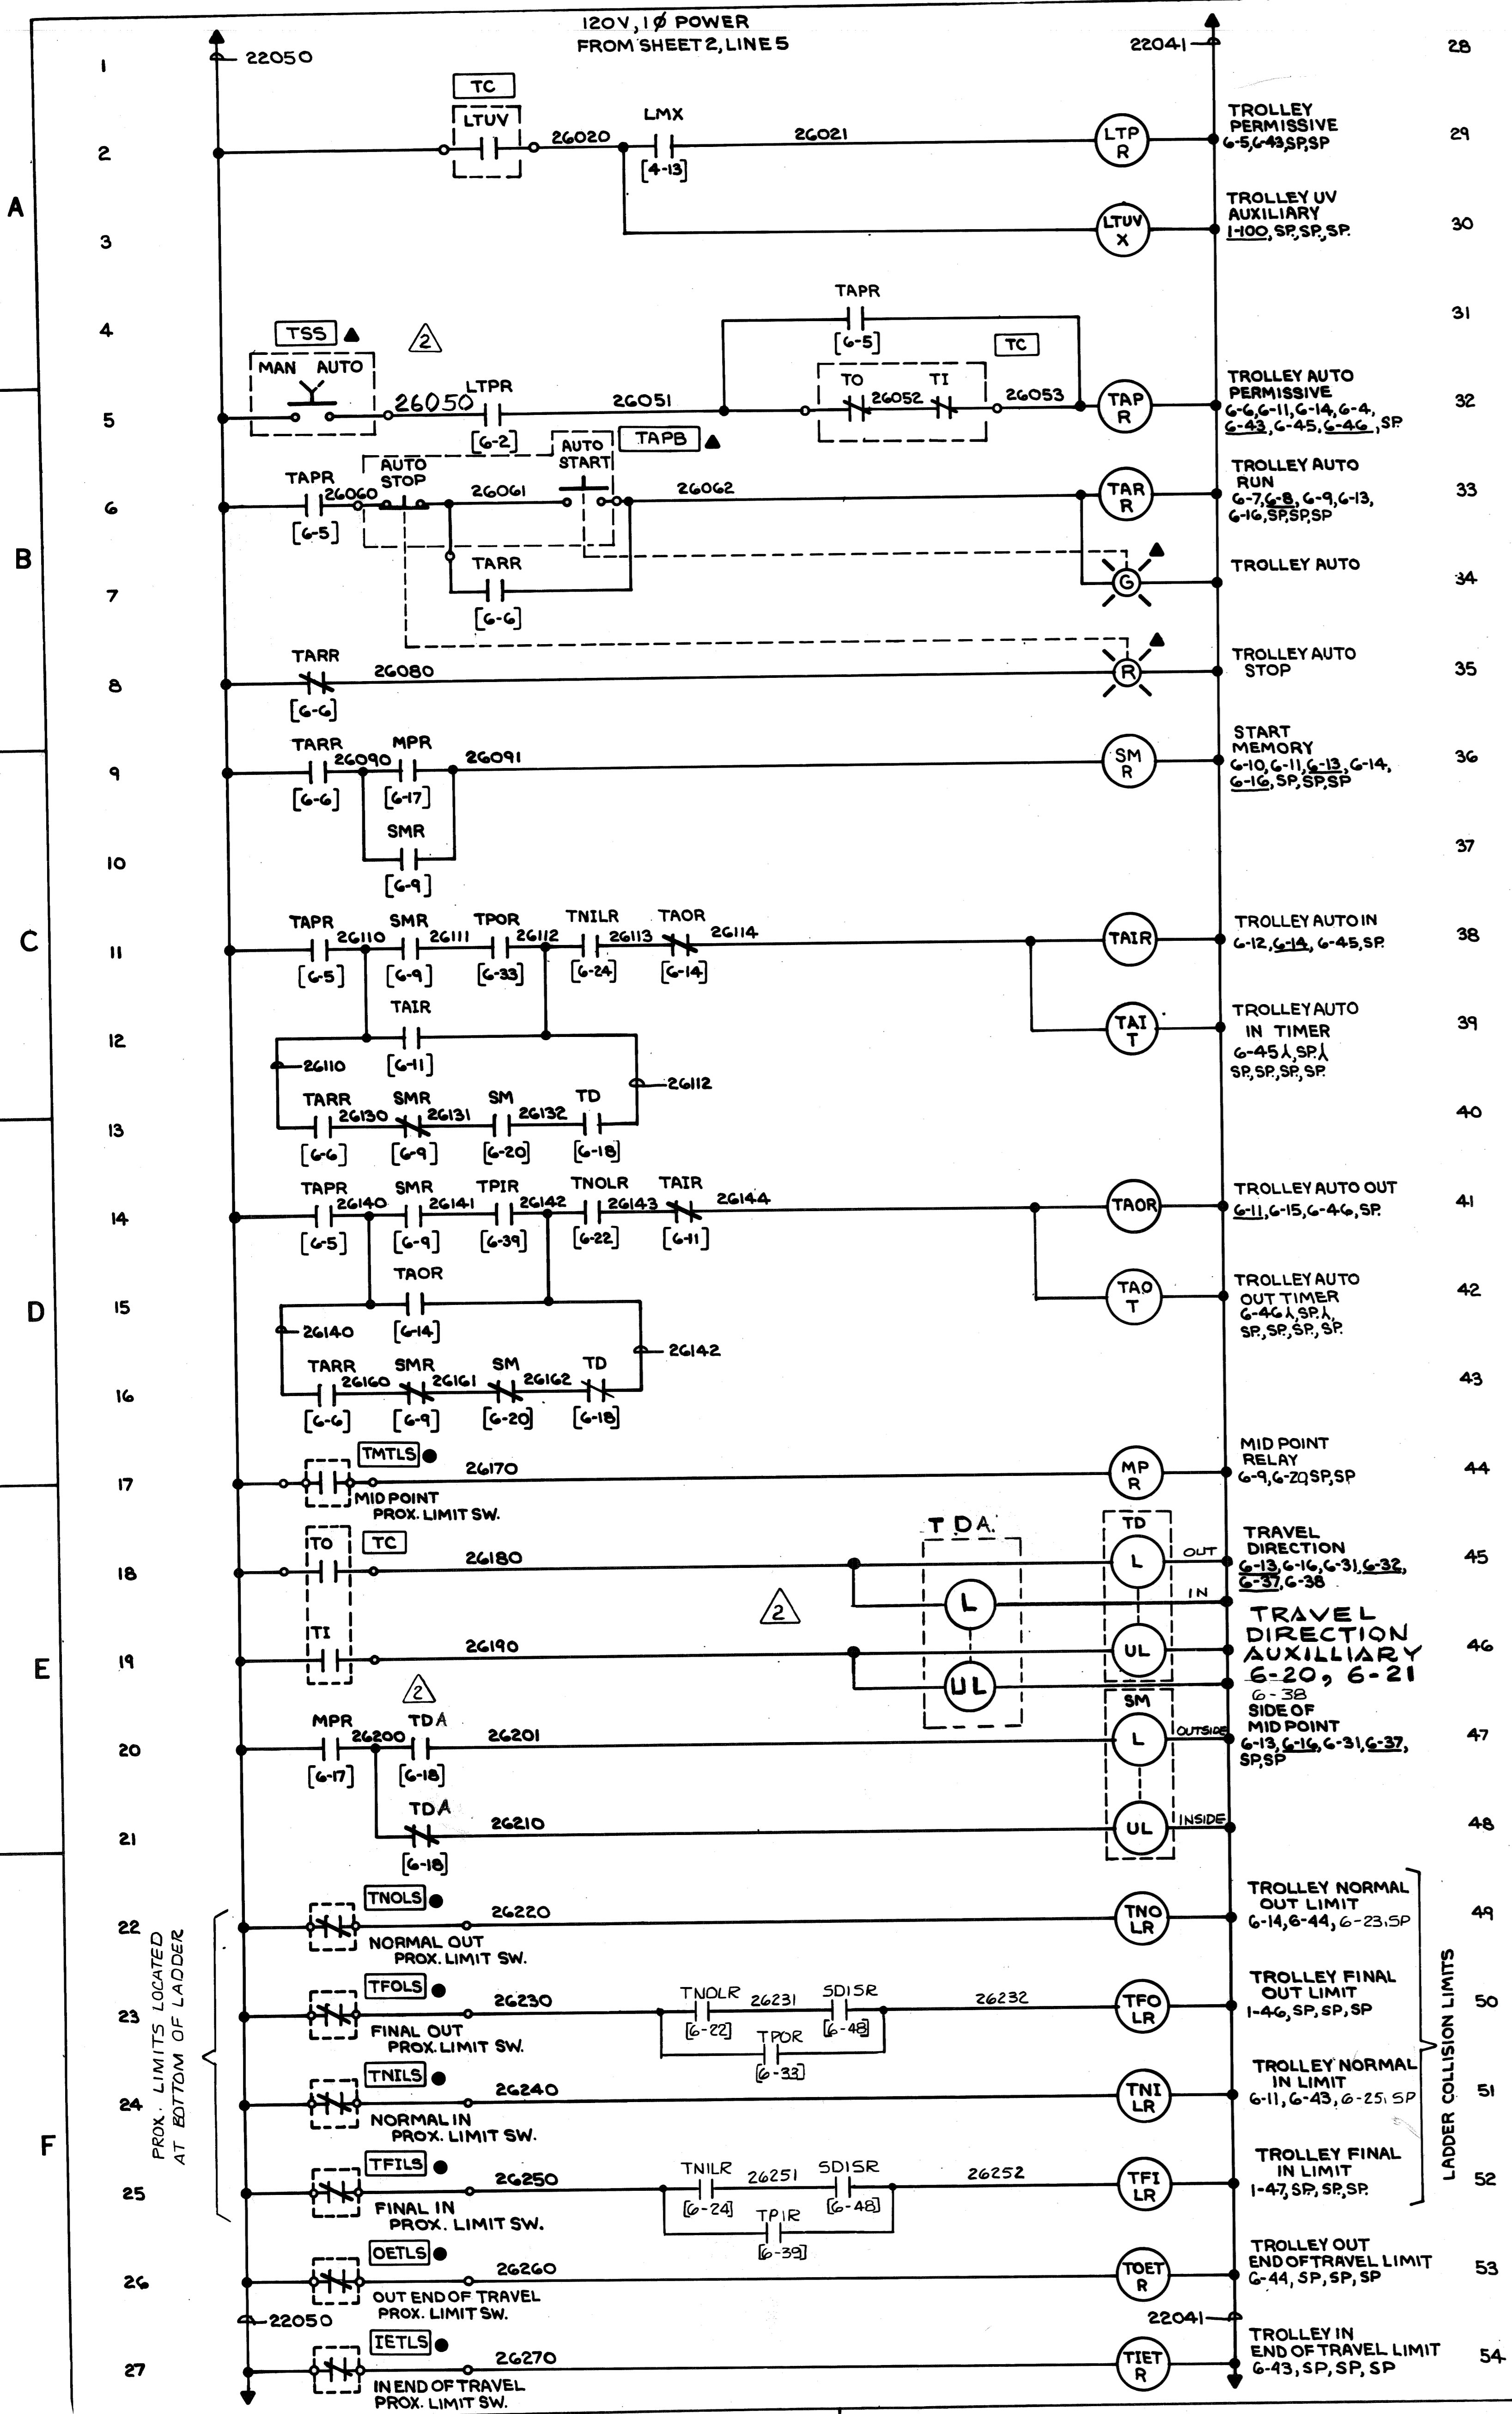 120V, 1Ø POWER
FROM SHEET 2, LINE 5
22050
22041
1
28
TC
LTUV
26020
LMX
[4-13]
26021
LTP
R
TROLLEY
PERMISSIVE
6-5,6-43,SP,SP
2
29
A
LTUV
X
TROLLEY UV
AUXILIARY
1-100, SP., SP., SP.
3
30
TAPR
[6-5]
4
31
TSS
2
TC
MAN AUTO
26050
LTPR
[6-2]
26051
TO
26052
TI
26053
TAP
R
TROLLEY AUTO
PERMISSIVE
6-6,6-11,6-14,6-4,
6-43,6-45,6-46,SP
5
32
TAPR
[6-5]
26060
AUTO
STOP
26061
AUTO
START
TAPB
26062
TAR
R
TROLLEY AUTO
RUN
6-7,6-8,6-9,6-13,
6-16,SP,SP,SP
6
33
B
TARR
[6-6]
G
TROLLEY AUTO
7
34
TARR
[6-6]
26080
R
TROLLEY AUTO
STOP
8
35
TARR
[6-6]
26090
MPR
[6-17]
26091
SM
R
START
MEMORY
6-10,6-11,6-13,6-14,
6-16,SP,SP,SP
9
36
SMR
[6-9]
10
37
C
TAPR
[6-5]
26110
SMR
[6-9]
26111
TPOR
[6-33]
26112
TNILR
[6-24]
26113
TAOR
[6-14]
26114
TAIR
TROLLEY AUTO IN
6-12,6-14,6-45,SP.
11
38
TAIR
[6-11]
26110
26112
TAI
T
TROLLEY AUTO
IN TIMER
6-45,SP.
SP.,SP.,SP.,SP.
12
39
TARR
[6-6]
26130
SMR
[6-9]
26131
SM
[6-20]
26132
TD
[6-18]
13
40
TAPR
[6-5]
26140
SMR
[6-9]
26141
TPIR
[6-39]
26142
TNOLR
[6-22]
26143
TAIR
[6-11]
26144
TAOR
TROLLEY AUTO OUT
6-11,6-15,6-46,SP.
14
41
D
TAOR
[6-14]
26140
26142
TAO
T
TROLLEY AUTO
OUT TIMER
6-46,SP.,
SP.,SP.,SP.,SP.
15
42
TARR
[6-6]
26160
SMR
[6-9]
26161
SM
[6-20]
26162
TD
[6-18]
16
43
TMTLS
26170
MID POINT
PROX. LIMIT SW.
MP
R
MID POINT
RELAY
6-9,6-20,SP,SP
17
44
TO
TC
26180
T D A.
TD
L
L
OUT
IN
TRAVEL
DIRECTION
6-13,6-16,6-31,6-32,
6-37,6-38
18
45
E
TI
26190
2
UL
UL
TRAVEL
DIRECTION
AUXILLIARY
6-20, 6-21
6-38
19
46
2
MPR
[6-17]
26200
TDA
[6-18]
26201
SM
L
OUTSIDE
SIDE OF
MID POINT
6-13,6-16,6-31,6-37,
SP,SP
20
47
TDA
[6-18]
26210
UL
INSIDE
21
48
PROX. LIMITS LOCATED
AT BOTTOM OF LADDER
TNOLS
26220
NORMAL OUT
PROX. LIMIT SW.
TNO
LR
TROLLEY NORMAL
OUT LIMIT
6-14,6-44,6-23,SP
22
49
TFOLS
26230
FINAL OUT
PROX. LIMIT SW.
TNOLR
[6-22]
26231
SDISR
[6-48]
TPOR
[6-33]
26232
TFO
LR
TROLLEY FINAL
OUT LIMIT
1-46, SP, SP, SP
23
50
LADDER COLLISION LIMITS
TNILS
26240
NORMAL IN
PROX. LIMIT SW.
TNI
LR
TROLLEY NORMAL
IN LIMIT
6-11, 6-43, 6-25, SP
24
51
F
TFILS
26250
FINAL IN
PROX. LIMIT SW.
TNILR
[6-24]
26251
SDISR
[6-48]
TPIR
[6-39]
26252
TFI
LR
TROLLEY FINAL
IN LIMIT
1-47, SP, SP, SP.
25
52
OETLS
26260
OUT END OF TRAVEL
PROX. LIMIT SW.
TOET
R
TROLLEY OUT
END OF TRAVEL LIMIT
6-44, SP, SP, SP
26
53
22050
22041
IETLS
26270
IN END OF TRAVEL
PROX. LIMIT SW.
TIET
R
TROLLEY IN
END OF TRAVEL LIMIT
6-43, SP, SP, SP
27
54